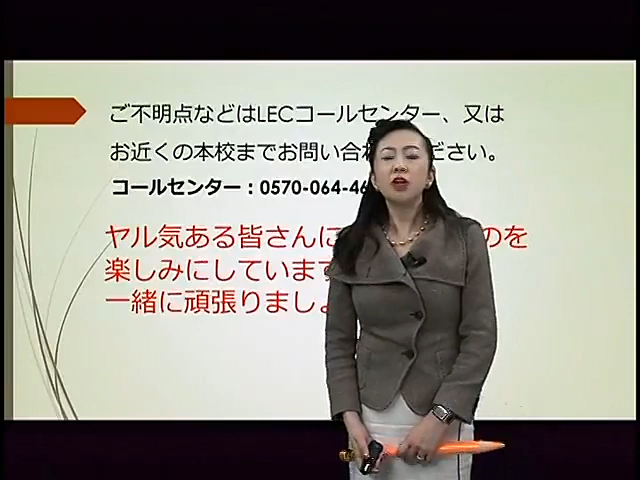 ご不明点などはLECコールセンター、又は
お近くの本校までお問い合 ださい。
コールセンター：0570-064-46
ヤル気ある皆さんに のを
楽しみにしています
一緒に頑張りましょ